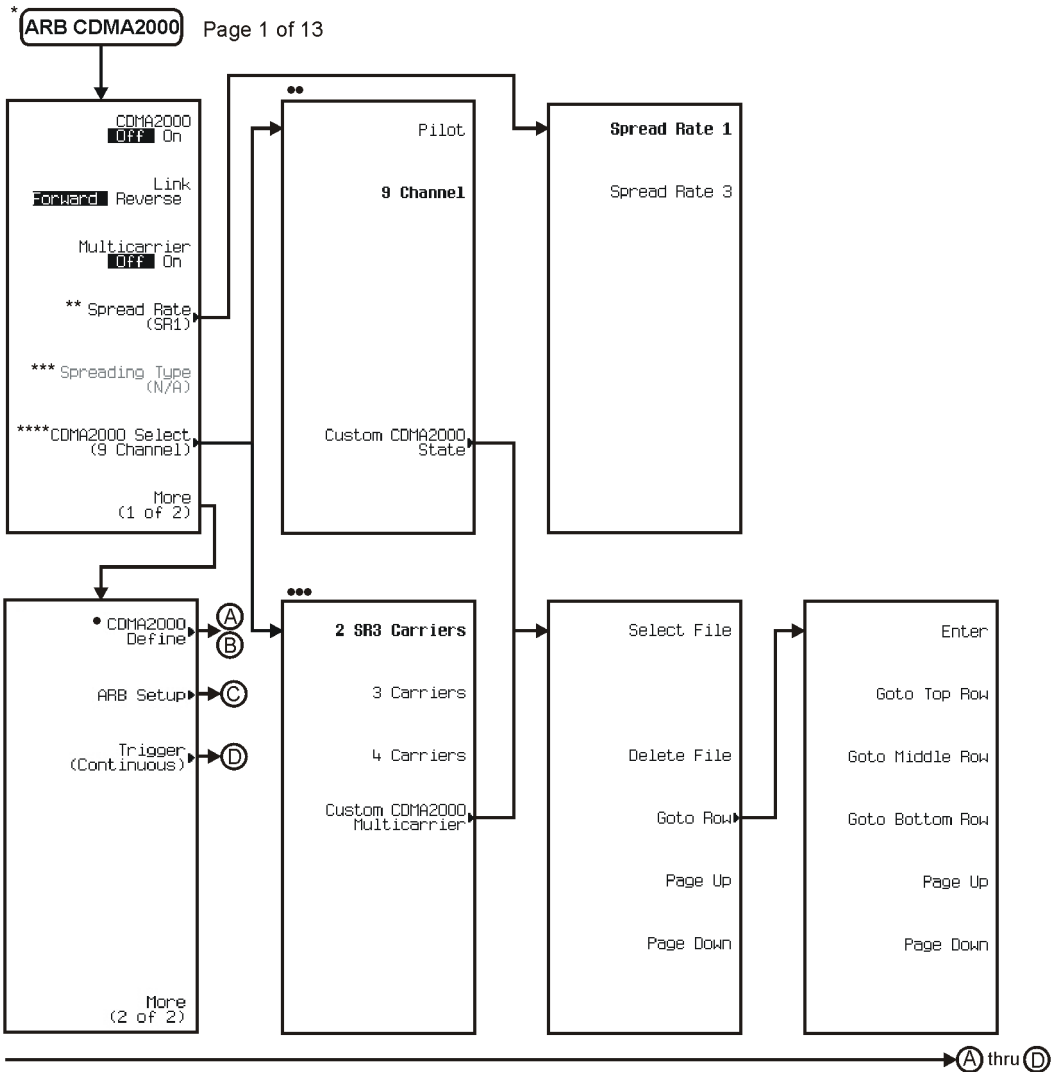 *
ARB CDMA2000 Page 1 of 13
CDMA2000
Off On
Link
Forward Reverse
Multicarrier
Off On
** Spread Rate
(SR1)
*** Spreading Type
(N/A)
****CDMA2000 Select
(9 Channel)
More
(1 of 2)
••
Pilot
9 Channel
Custom CDMA2000
State
Spread Rate 1
Spread Rate 3
• CDMA2000
Define
A
B
ARB Setup
C
Trigger
(Continuous)
D
More
(2 of 2)
•••
2 SR3 Carriers
3 Carriers
4 Carriers
Custom CDMA2000
Multicarrier
Select File
Delete File
Goto Row
Page Up
Page Down
Enter
Goto Top Row
Goto Middle Row
Goto Bottom Row
Page Up
Page Down
A thru D